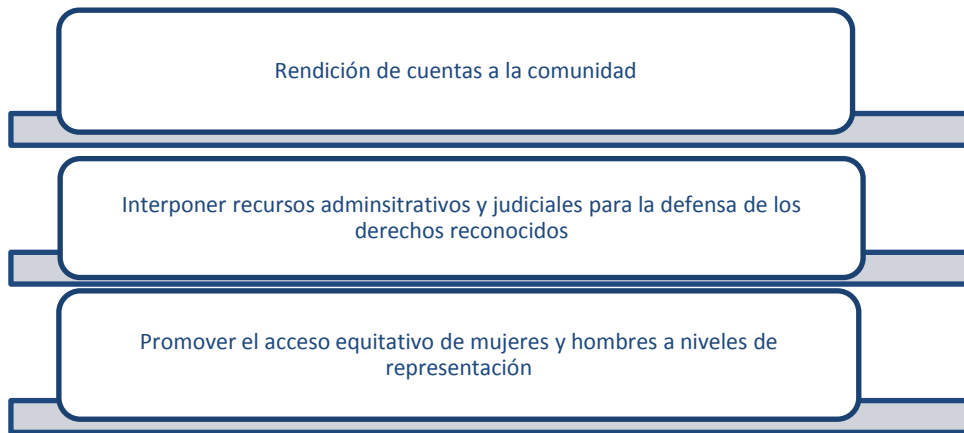 Rendición de cuentas a la comunidad
Interponer recursos adminsitrativos y judiciales para la defensa de los
derechos reconocidos
Promover el acceso equitativo de mujeres y hombres a niveles de
representación